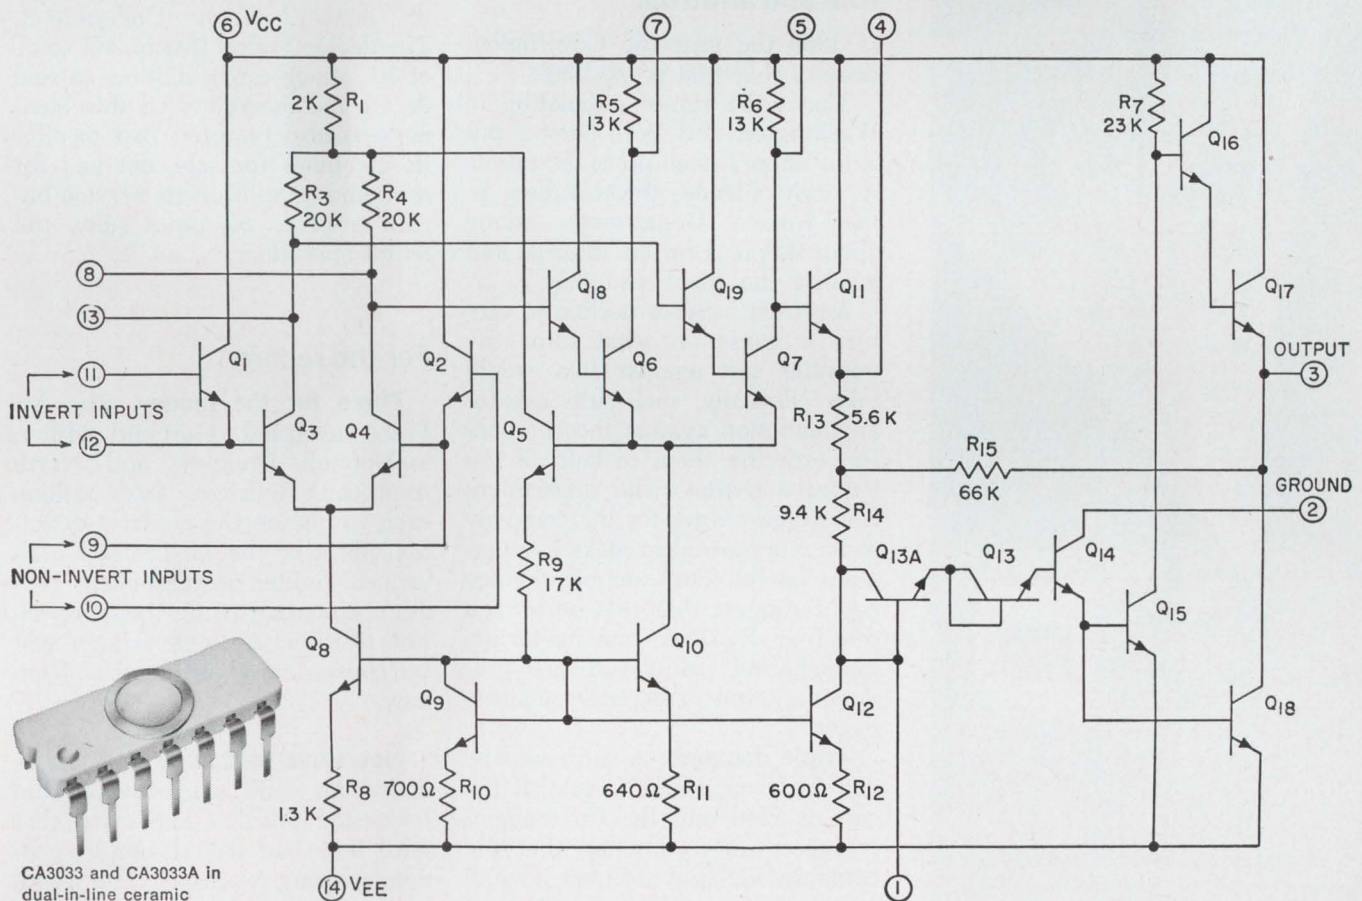 6 VCC
7
5
4
2K R1
R3 20K
R4 20K
R5 13K
R6 13K
R7 23K
Q16
Q17
8
13
Q18
Q19
Q11
Q1
Q2
11
INVERT INPUTS
12
Q3
Q4
Q5
Q6
Q7
R13 5.6K
OUTPUT
3
R15
66K
GROUND
2
9.4K R14
9
NON-INVERT INPUTS
10
R9 17K
Q13A
Q13
Q14
Q15
Q8
Q9
Q10
Q12
Q18
R8
1.3K
700Ω R10
640Ω R11
600Ω R12
14 VEE
1
CA3033 and CA3033A in
dual-in-line ceramic